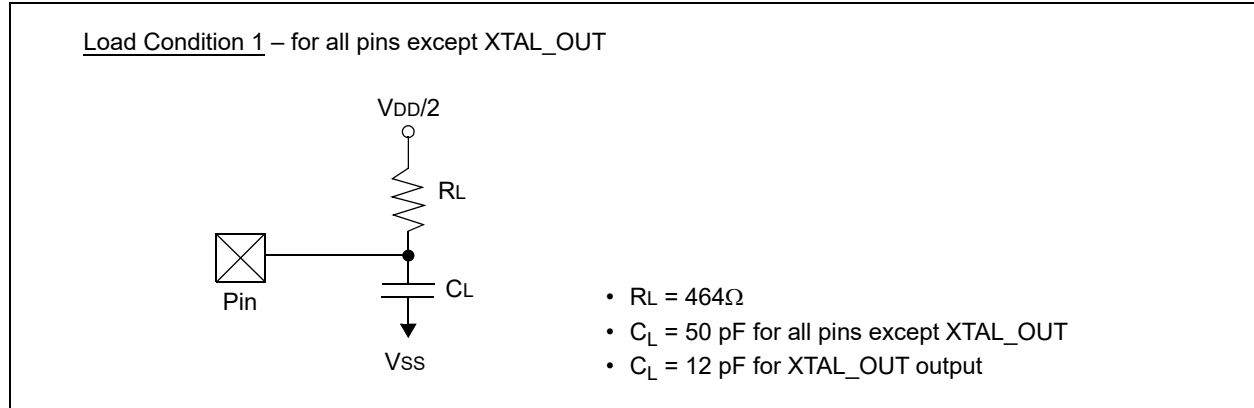 Load Condition 1 – for all pins except XTAL_OUT
VDD/2
RL
Pin
CL
VSS
• RL = 464Ω
• CL = 50 pF for all pins except XTAL_OUT
• CL = 12 pF for XTAL_OUT output